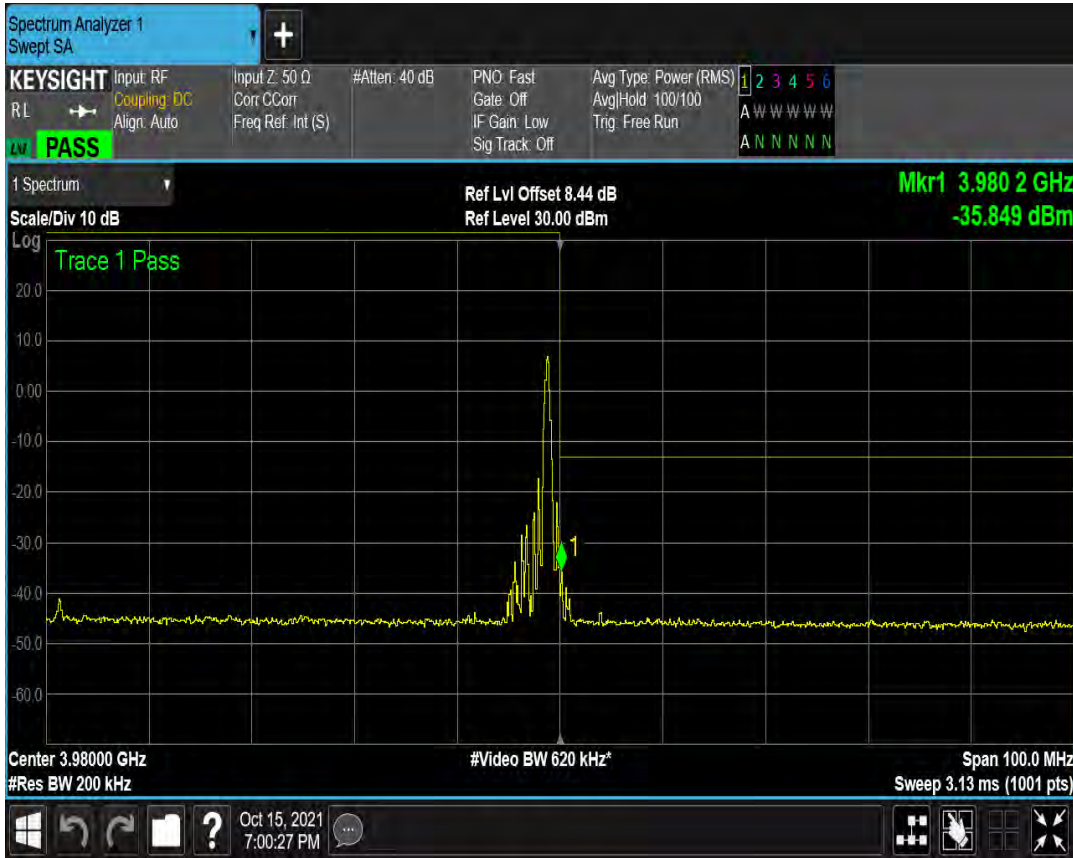 Spectrum Analyzer 1
Swept SA
+
KEYSIGHT
RL
PASS
Input: RF
Coupling: DC
Align: Auto
Input Z: 50 Ω
Corr CCorr
Freq Ref: Int (S)
#Atten: 40 dB
PNO: Fast
Gate: Off
IF Gain: Low
Sig Track: Off
Avg Type: Power (RMS)
Avg|Hold: 100/100
Trig: Free Run
1 2 3 4 5 6
A W W W W W
A N N N N N
1 Spectrum
Scale/Div 10 dB
Ref Lvl Offset 8.44 dB
Ref Level 30.00 dBm
Mkr1 3.980 2 GHz
-35.849 dBm
Log
Trace 1 Pass
20.0
10.0
0.00
-10.0
-20.0
-30.0
-40.0
-50.0
-60.0
1
Center 3.98000 GHz
#Res BW 200 kHz
#Video BW 620 kHz*
Span 100.0 MHz
Sweep 3.13 ms (1001 pts)
?
Oct 15, 2021
7:00:27 PM